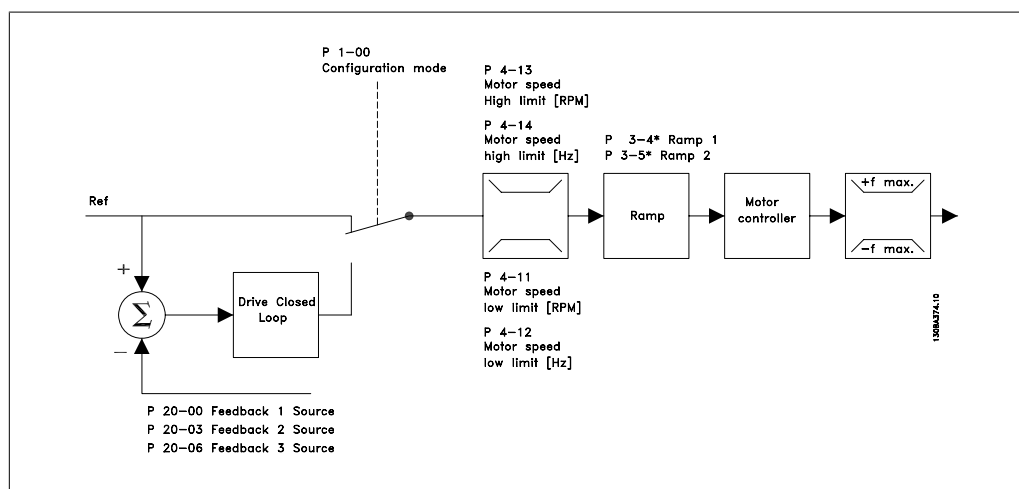 P 1-00
Configuration mode
P 4-13
Motor speed
High limit [RPM]
P 4-14
Motor speed
high limit [Hz]
P 3-4* Ramp 1
P 3-5* Ramp 2
Ref
+
Σ
−
Drive Closed
Loop
Ramp
Motor
controller
+f max.
−f max.
P 4-11
Motor speed
low limit [RPM]
P 4-12
Motor speed
low limit [Hz]
P 20-00 Feedback 1 Source
P 20-03 Feedback 2 Source
P 20-06 Feedback 3 Source
130BA374.10